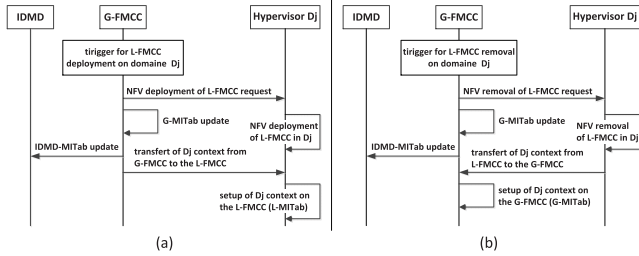 IDMD
G-FMCC
Hypervisor Dj
tirigger for L-FMCC
deployment on domaine Dj
NFV deployment of L-FMCC request
G-MITab update
NFV deployment
of L-FMCC in Dj
IDMD-MITab update
transfert of Dj context from
G-FMCC to the L-FMCC
setup of Dj context on
the L-FMCC (L-MITab)
(a)
IDMD
G-FMCC
Hypervisor Dj
tirigger for L-FMCC removal
on domaine Dj
NFV removal of L-FMCC request
G-MITab update
NFV removal
of L-FMCC in Dj
IDMD-MITab update
transfert of Dj context from
L-FMCC to the G-FMCC
setup of Dj context on
the G-FMCC (G-MITab)
(b)